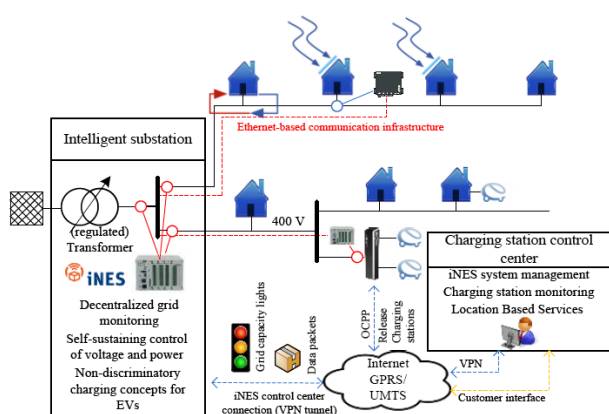 Intelligent substation
(regulated)
Transformer
iNES
Decentralized grid
monitoring
Self-sustaining control
of voltage and power
Non-discriminatory
charging concepts for
EVs
Ethernet-based communication infrastructure
400 V
Charging station control
center
iNES system management
Charging station monitoring
Location Based Services
Grid capacity lights
Data packets
OCPP
Release
Charging
stations
Internet
GPRS/
UMTS
VPN
Customer interface
iNES control center
connection (VPN tunnel)